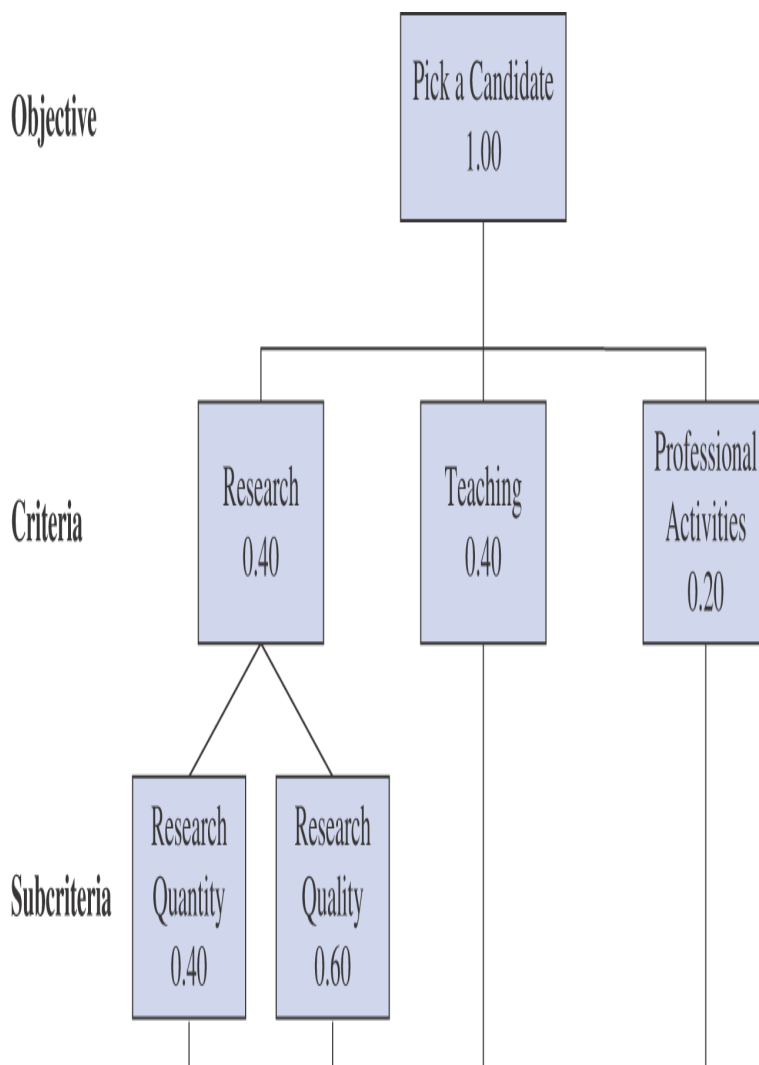 Objective
Pick a Candidate
1.00
Criteria
Research
0.40
Teaching
0.40
Professional
Activities
0.20
Subcriteria
Research
Quantity
0.40
Research
Quality
0.60